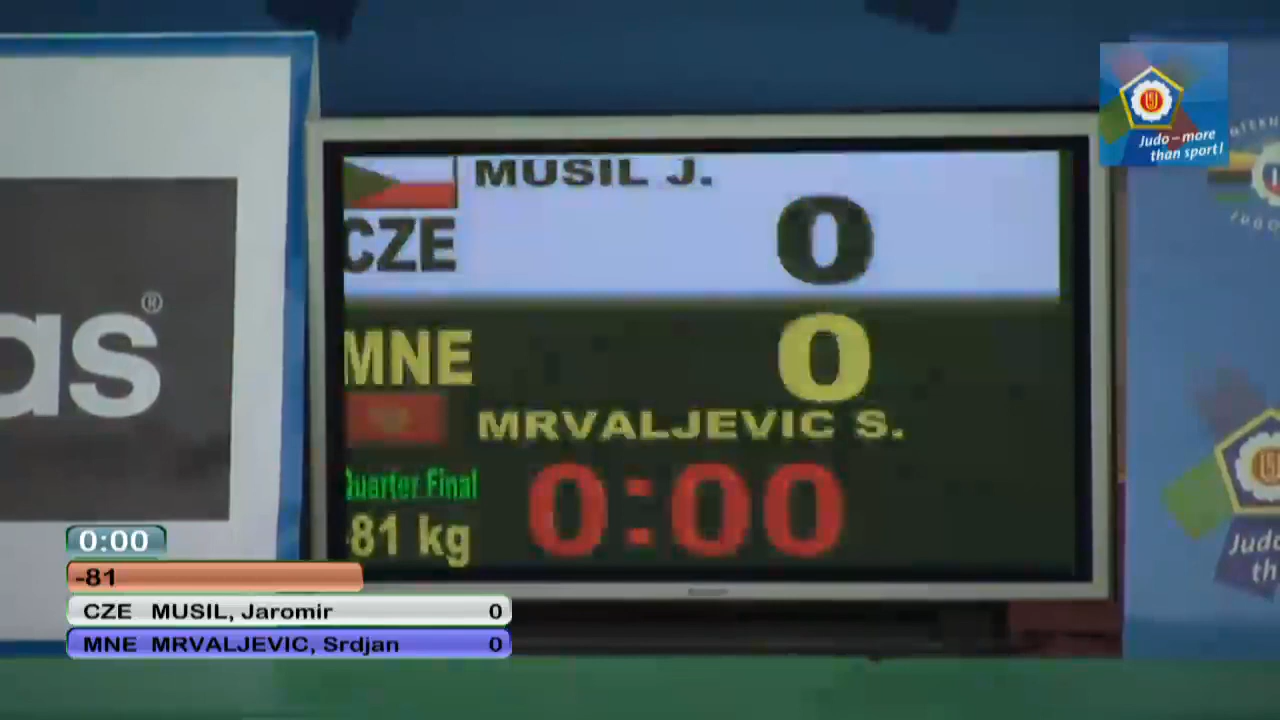 MUSIL J.
CZE
0
MNE
0
MRVALJEVIC S.
Quarter Final
0:00
-81 kg
as®
Judo – more
than sport!
0:00
-81
CZE MUSIL, Jaromir 0
MNE MRVALJEVIC, Srdjan 0